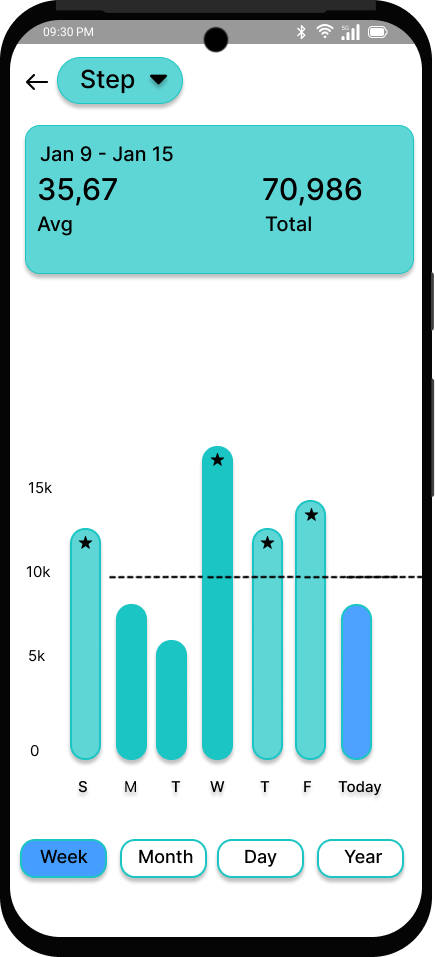 09:30 PM
5G
Step
Jan 9 - Jan 15
35,67 70,986
Avg Total
15k
10k
5k
0
S M T W T F Today
Week Month Day Year